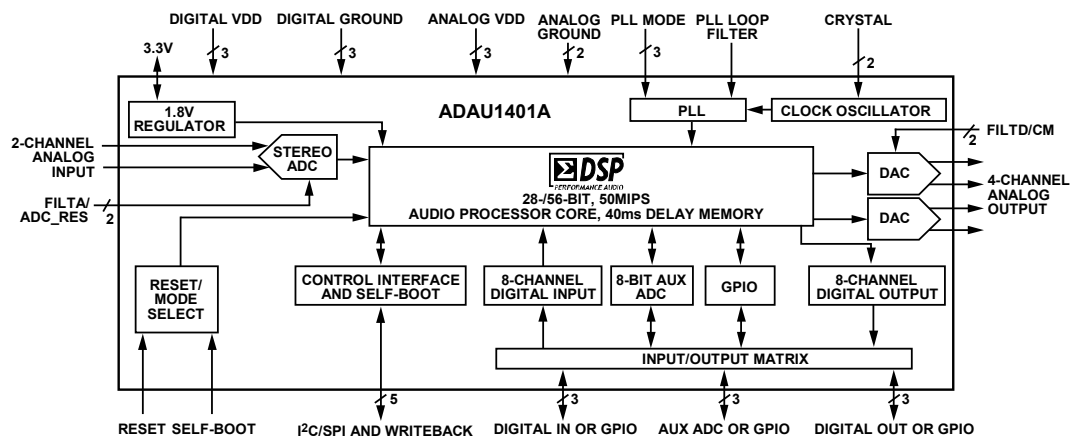 DIGITAL VDD
DIGITAL GROUND
ANALOG VDD
ANALOG
GROUND
PLL MODE
PLL LOOP
FILTER
CRYSTAL
3.3V
3
3
3
2
3
2
1.8V
REGULATOR
ADAU1401A
PLL
CLOCK OSCILLATOR
2-CHANNEL
ANALOG
INPUT
STEREO
ADC
FILTA/
ADC_RES
2
ΣDSP
PERFORMANCE AUDIO
28-/56-BIT, 50MIPS
AUDIO PROCESSOR CORE, 40ms DELAY MEMORY
DAC
DAC
FILTD/CM
2
4-CHANNEL
ANALOG
OUTPUT
RESET/
MODE
SELECT
CONTROL INTERFACE
AND SELF-BOOT
8-CHANNEL
DIGITAL INPUT
8-BIT AUX
ADC
GPIO
8-CHANNEL
DIGITAL OUTPUT
INPUT/OUTPUT MATRIX
5
3
3
3
RESET
SELF-BOOT
I²C/SPI AND WRITEBACK
DIGITAL IN OR GPIO
AUX ADC OR GPIO
DIGITAL OUT OR GPIO